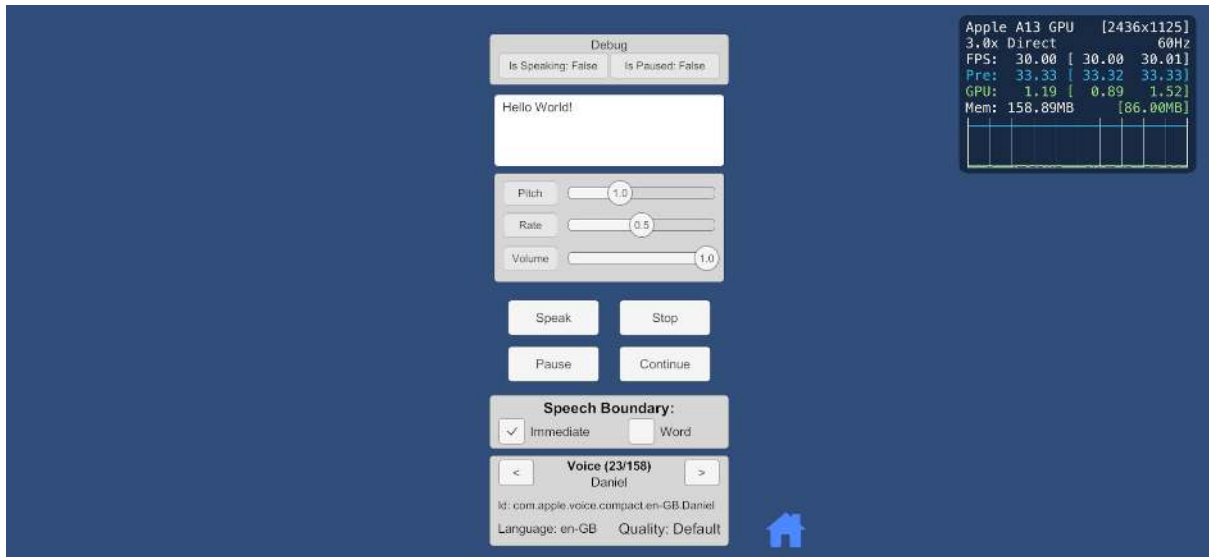 Debug
Is Speaking: False Is Paused: False
Hello World!
Pitch 1.0
Rate 0.5
Volume 1.0
Speak Stop
Pause Continue
Speech Boundary:
✓ Immediate Word
< Voice (23/158) >
Daniel
Id: com.apple.voice.compact.en-GB.Daniel
Language: en-GB Quality: Default
Apple A13 GPU [2436x1125]
3.0x Direct 60Hz
FPS: 30.00 [ 30.00 30.01]
Pre: 33.33 [ 33.32 33.33]
GPU: 1.19 [ 0.89 1.52]
Mem: 158.89MB [86.00MB]